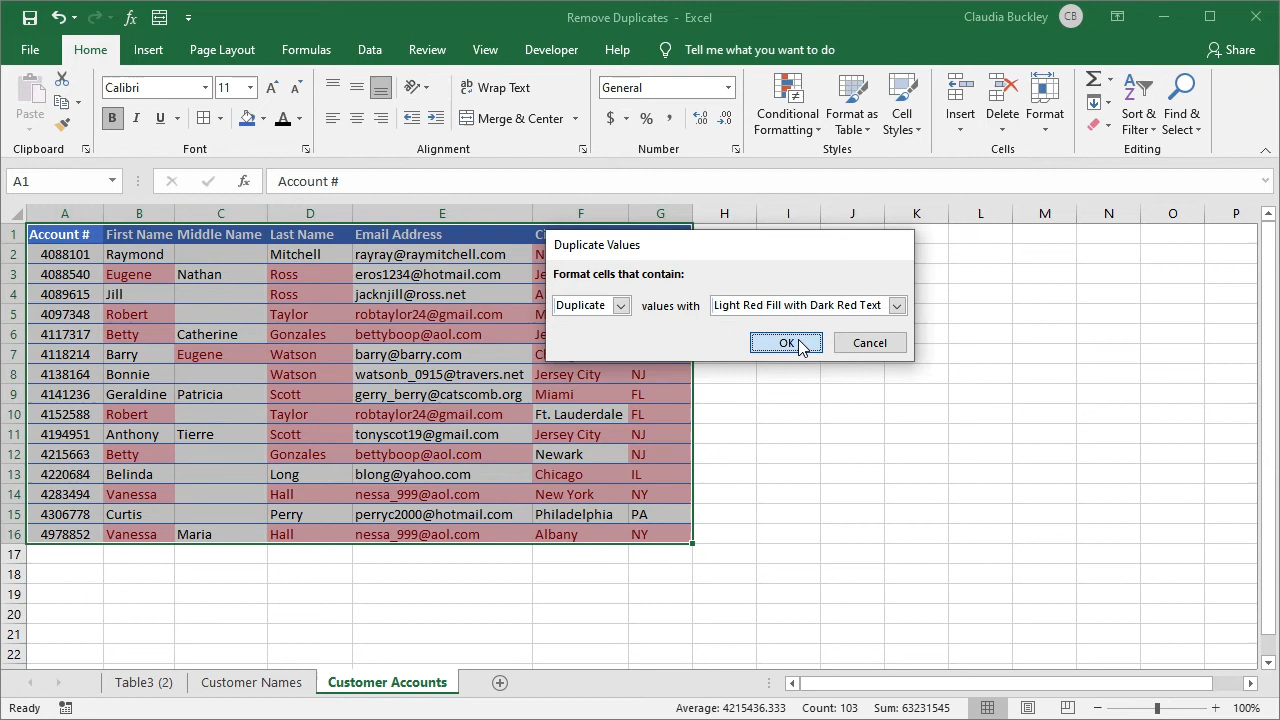 Remove Duplicates - Excel
Claudia Buckley CB
File Home Insert Page Layout Formulas Data Review View Developer Help Tell me what you want to do Share
Paste
Calibri 11
Wrap Text
General
Conditional Formatting
Format as Table
Cell Styles
Insert Delete Format
Sort & Filter
Find & Select
B I U A
Merge & Center
$ % ,
Clipboard Font Alignment Number Styles Cells Editing
A1 fx Account #
A B C D E F G H I J K L M N O P
1 Account # First Name Middle Name Last Name Email Address
2 4088101 Raymond Mitchell rayray@raymitchell.com
3 4088540 Eugene Nathan Ross eros1234@hotmail.com
4 4089615 Jill Ross jacknjill@ross.net
5 4097348 Robert Taylor robtaylor24@gmail.com
6 4117317 Betty Catherine Gonzales bettyboop@aol.com
7 4118214 Barry Eugene Watson barry@barry.com
8 4138164 Bonnie Watson watsonb_0915@travers.net Jersey City NJ
9 4141236 Geraldine Patricia Scott gerry_berry@catscomb.org Miami FL
10 4152588 Robert Taylor robtaylor24@gmail.com Ft. Lauderdale FL
11 4194951 Anthony Tierre Scott tonyscot19@gmail.com Jersey City NJ
12 4215663 Betty Gonzales bettyboop@aol.com Newark NJ
13 4220684 Belinda Long blong@yahoo.com Chicago IL
14 4283494 Vanessa Hall nessa_999@aol.com New York NY
15 4306778 Curtis Perry perryc2000@hotmail.com Philadelphia PA
16 4978852 Vanessa Maria Hall nessa_999@aol.com Albany NY
17
18
19
20
21
22
Duplicate Values
Format cells that contain:
Duplicate values with Light Red Fill with Dark Red Text
OK Cancel
Table3 (2) Customer Names Customer Accounts
Ready Average: 4215436.333 Count: 103 Sum: 63231545 100%